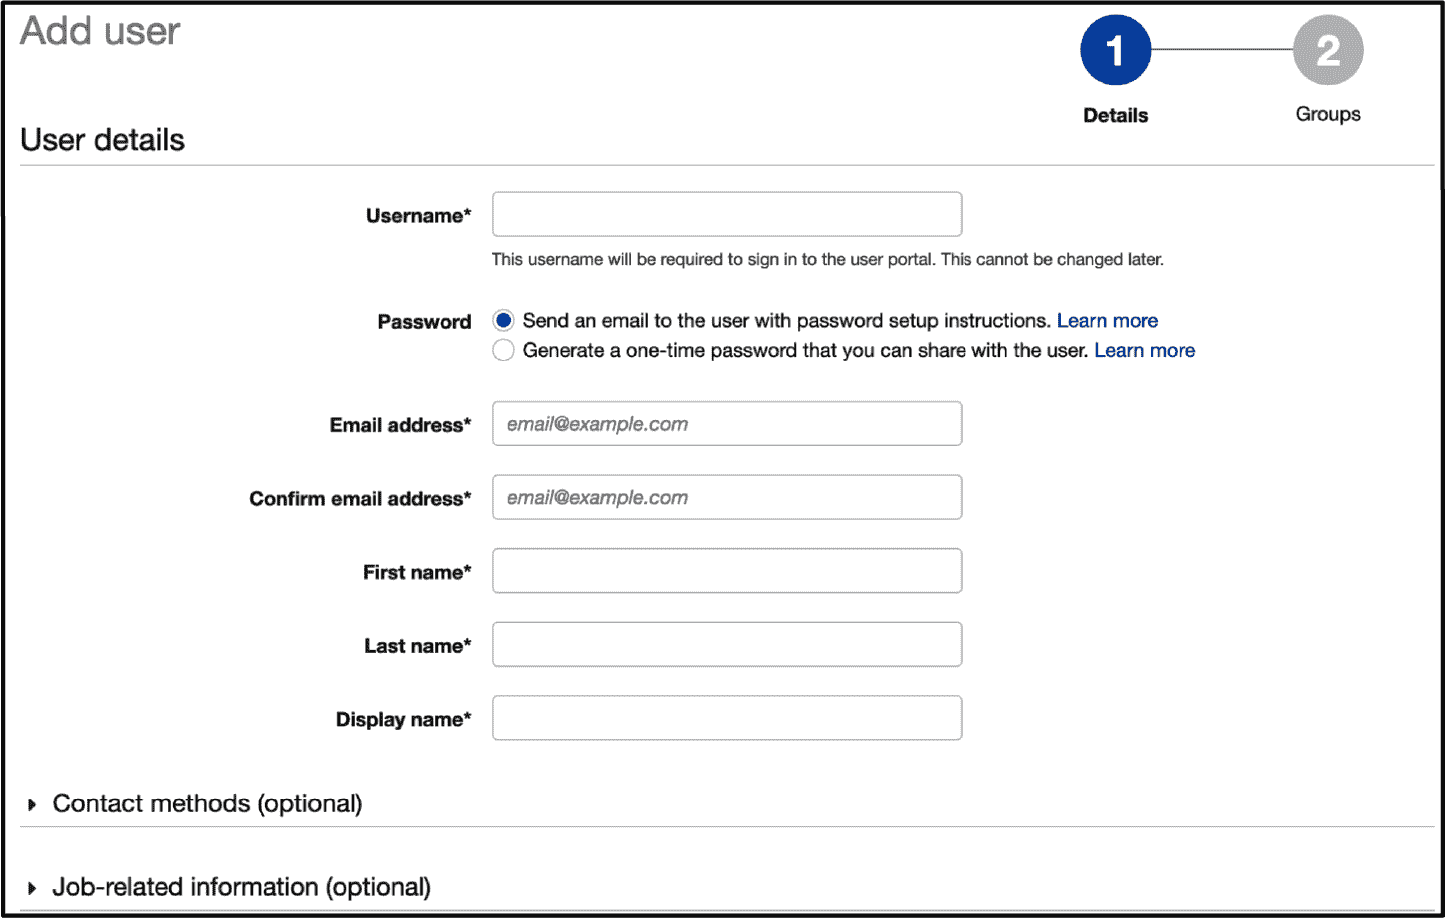 Add user
1
2
Details
Groups
User details
Username*
This username will be required to sign in to the user portal. This cannot be changed later.
Password
Send an email to the user with password setup instructions. Learn more
Generate a one-time password that you can share with the user. Learn more
Email address*
email@example.com
Confirm email address*
email@example.com
First name*
Last name*
Display name*
Contact methods (optional)
Job-related information (optional)